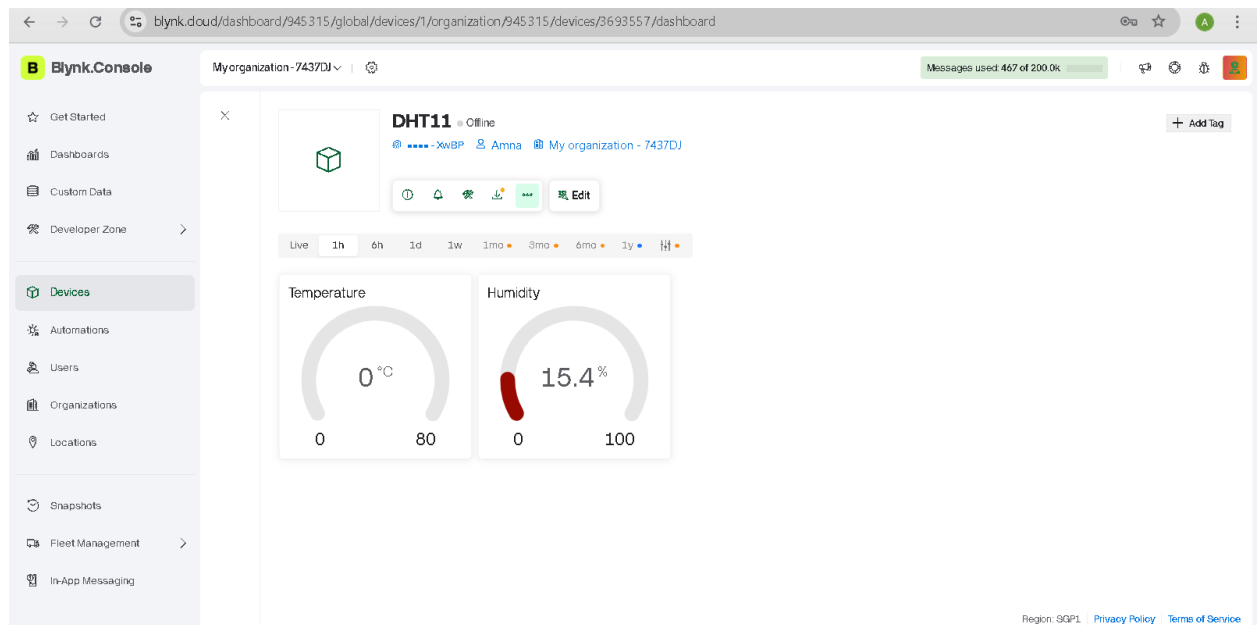 blynk.cloud/dashboard/945315/global/devices/1/organization/945315/devices/3693557/dashboard
A
B Blynk.Console
My organization - 7437DJ
Messages used: 467 of 200.0k
Get Started
Dashboards
Custom Data
Developer Zone
Devices
Automations
Users
Organizations
Locations
Snapshots
Fleet Management
In-App Messaging
DHT11 Offline
-XwBP Amna My organization - 7437DJ
Add Tag
Edit
Live 1h 6h 1d 1w 1mo 3mo 6mo 1y
Temperature
0 °C
0 80
Humidity
15.4 %
0 100
Region: SGP1 Privacy Policy Terms of Service